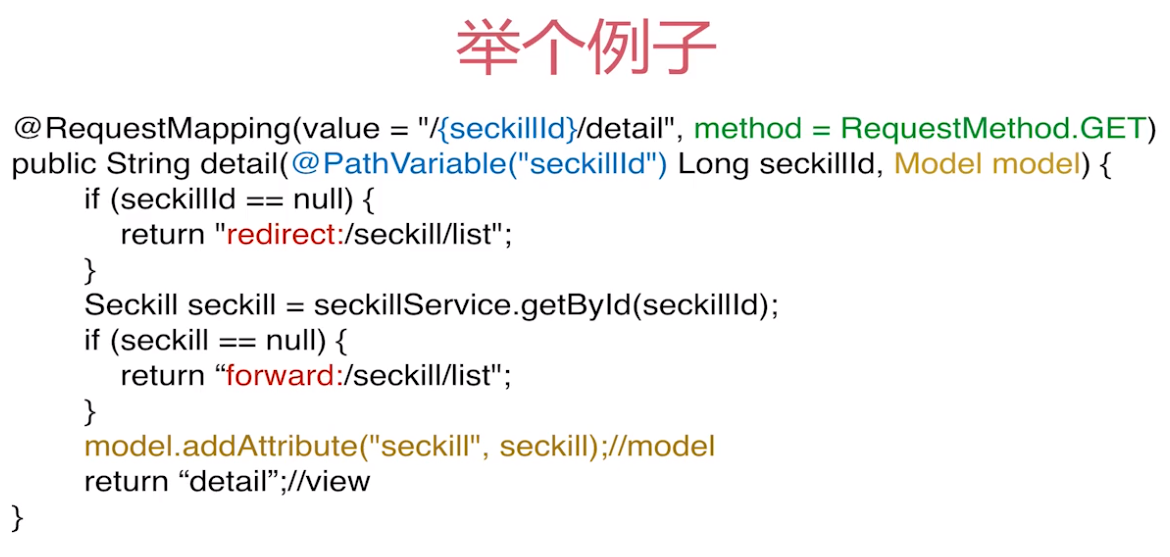 举个例子
@RequestMapping(value = "/{seckillId}/detail", method = RequestMethod.GET)
public String detail(@PathVariable("seckillId") Long seckillId, Model model) {
if (seckillId == null) {
return "redirect:/seckill/list";
}
Seckill seckill = seckillService.getById(seckillId);
if (seckill == null) {
return “forward:/seckill/list";
}
model.addAttribute("seckill", seckill);//model
return “detail”;//view
}